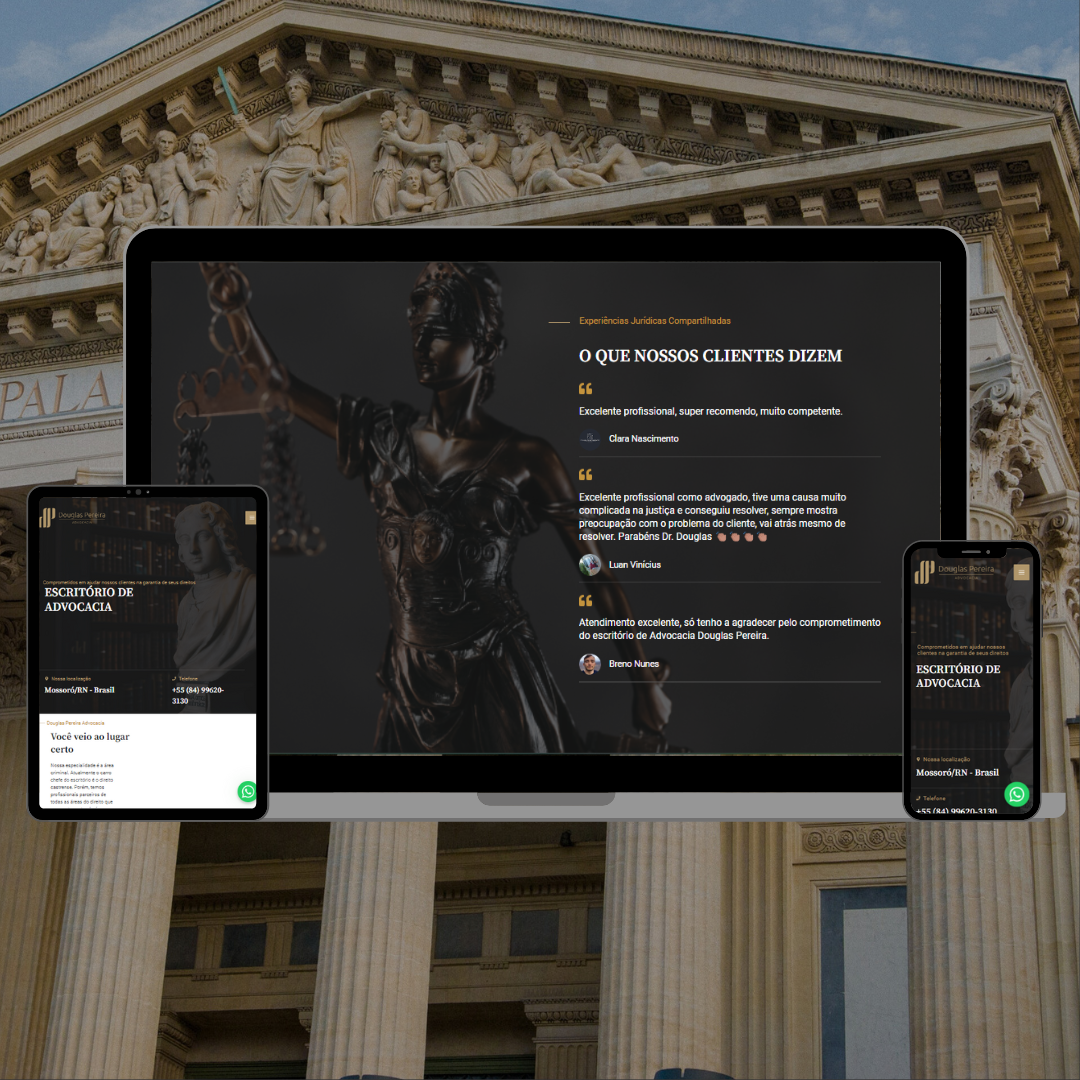 PALA
Experiências Jurídicas Compartilhadas
O QUE NOSSOS CLIENTES DIZEM
Excelente profissional, super recomendo, muito competente.
Clara Nascimento
Excelente profissional como advogado, tive uma causa muito
complicada na justiça e conseguiu resolver, sempre mostra
preocupação com o problema do cliente, vai atrás mesmo de
resolver. Parabéns Dr. Douglas 👏🏽👏🏽👏🏽👏🏽
Luan Vinícius
Atendimento excelente, só tenho a agradecer pelo comprometimento
do escritório de Advocacia Douglas Pereira.
Breno Nunes
Douglas Pereira
Comprometidos em ajudar nossos clientes na garantia de seus direitos
ESCRITÓRIO DE
ADVOCACIA
Nossa localização
Mossoró/RN - Brasil
Telefone
+55 (84) 99620-
3130
Douglas Pereira Advocacia
Você veio ao lugar
certo
Nossa especialidade é a área
criminal. Atualmente o carro
chefe do escritório é o direito
castrense. Porém, temos
profissionais parceiros de
todas as áreas do direito que
Douglas Pereira
ADVOCACIA
Comprometidos em ajudar nossos
clientes na garantia de seus direitos
ESCRITÓRIO DE
ADVOCACIA
Nossa localização
Mossoró/RN - Brasil
Telefone
+55 (84) 99620-3130